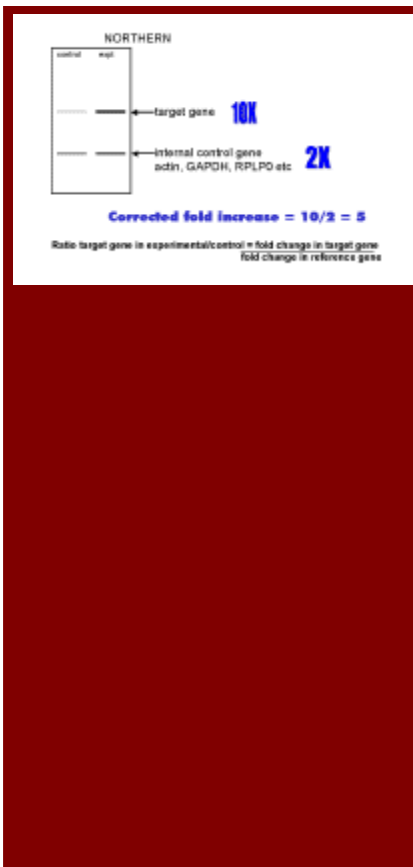 NORTHERN
control expt
target gene 10X
internal control gene 2X
actin, GAPDH, RPLP0 etc
Corrected fold increase = 10/2 = 5
Ratio target gene in experimental/control = fold change in target gene
fold change in reference gene